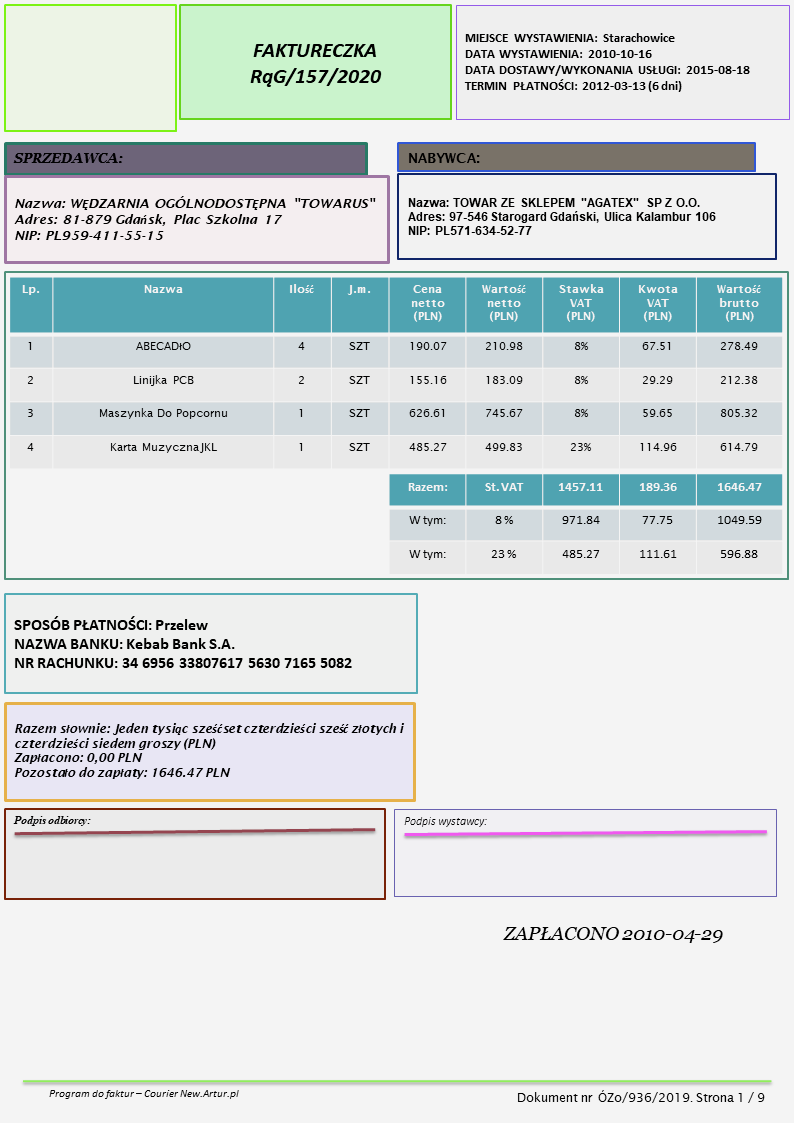 FAKTURECZKA
RąG/157/2020
MIEJSCE WYSTAWIENIA: Starachowice
DATA WYSTAWIENIA: 2010-10-16
DATA DOSTAWY/WYKONANIA USŁUGI: 2015-08-18
TERMIN PŁATNOŚCI: 2012-03-13 (6 dni)
SPRZEDAWCA:
Nazwa: WĘDZARNIA OGÓLNODOSTĘPNA "TOWARUS"
Adres: 81-879 Gdańsk, Plac Szkolna 17
NIP: PL959-411-55-15
NABYWCA:
Nazwa: TOWAR ZE SKLEPEM "AGATEX" SP Z O.O.
Adres: 97-546 Starogard Gdański, Ulica Kalambur 106
NIP: PL571-634-52-77
Lp. Nazwa Ilość J.m. Cena netto (PLN) Wartość netto (PLN) Stawka VAT (PLN) Kwota VAT (PLN) Wartość brutto (PLN)
1 ABECADłO 4 SZT 190.07 210.98 8% 67.51 278.49
2 Linijka PCB 2 SZT 155.16 183.09 8% 29.29 212.38
3 Maszynka Do Popcornu 1 SZT 626.61 745.67 8% 59.65 805.32
4 Karta Muzyczna JKL 1 SZT 485.27 499.83 23% 114.96 614.79
Razem: St. VAT 1457.11 189.36 1646.47
W tym: 8 % 971.84 77.75 1049.59
W tym: 23 % 485.27 111.61 596.88
SPOSÓB PŁATNOŚCI: Przelew
NAZWA BANKU: Kebab Bank S.A.
NR RACHUNKU: 34 6956 33807617 5630 7165 5082
Razem słownie: Jeden tysiąc sześćset czterdzieści sześć złotych i
czterdzieści siedem groszy (PLN)
Zapłacono: 0,00 PLN
Pozostało do zapłaty: 1646.47 PLN
Podpis odbiorcy:
Podpis wystawcy:
ZAPŁACONO 2010-04-29
Program do faktur – Courier New.Artur.pl
Dokument nr ÓZo/936/2019. Strona 1 / 9